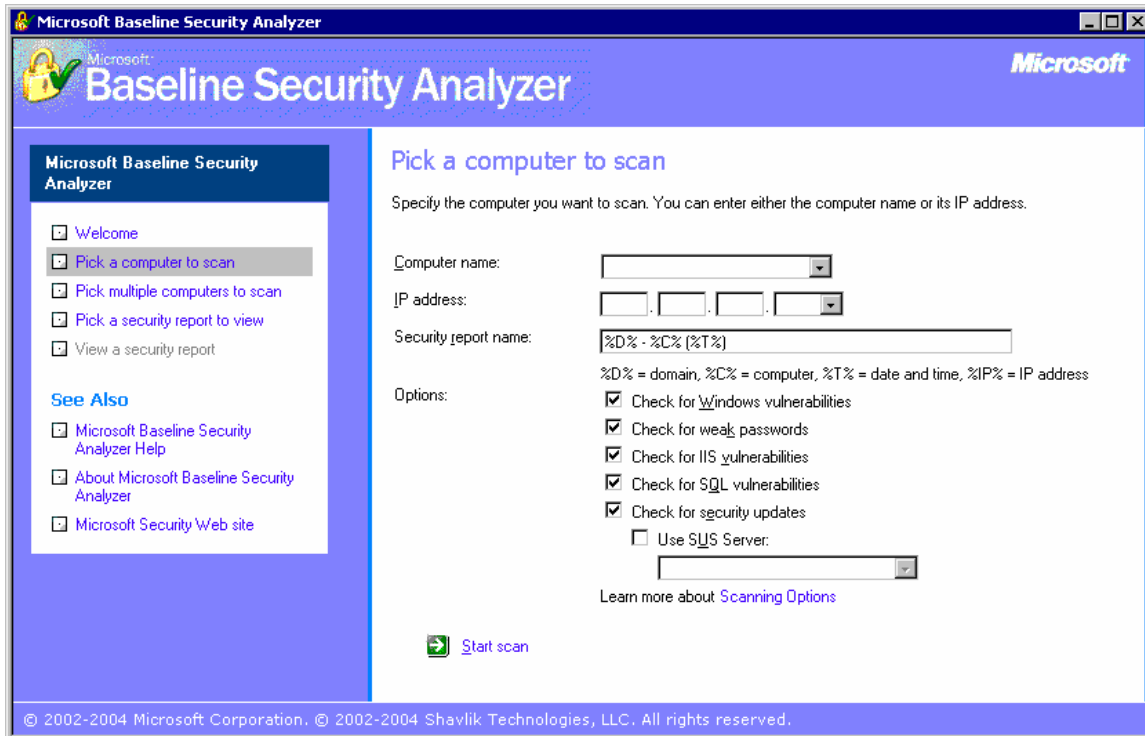 Microsoft Baseline Security Analyzer
Microsoft
Baseline Security Analyzer
Microsoft
Microsoft Baseline Security
Analyzer
Welcome
Pick a computer to scan
Pick multiple computers to scan
Pick a security report to view
View a security report
See Also
Microsoft Baseline Security
Analyzer Help
About Microsoft Baseline Security
Analyzer
Microsoft Security Web site
Pick a computer to scan
Specify the computer you want to scan. You can enter either the computer name or its IP address.
Computer name:
IP address:
. . .
Security report name:
%D% - %C% (%T%)
%D% = domain, %C% = computer, %T% = date and time, %IP% = IP address
Options:
Check for Windows vulnerabilities
Check for weak passwords
Check for IIS vulnerabilities
Check for SQL vulnerabilities
Check for security updates
Use SUS Server:
Learn more about Scanning Options
Start scan
© 2002-2004 Microsoft Corporation. © 2002-2004 Shavlik Technologies, LLC. All rights reserved.